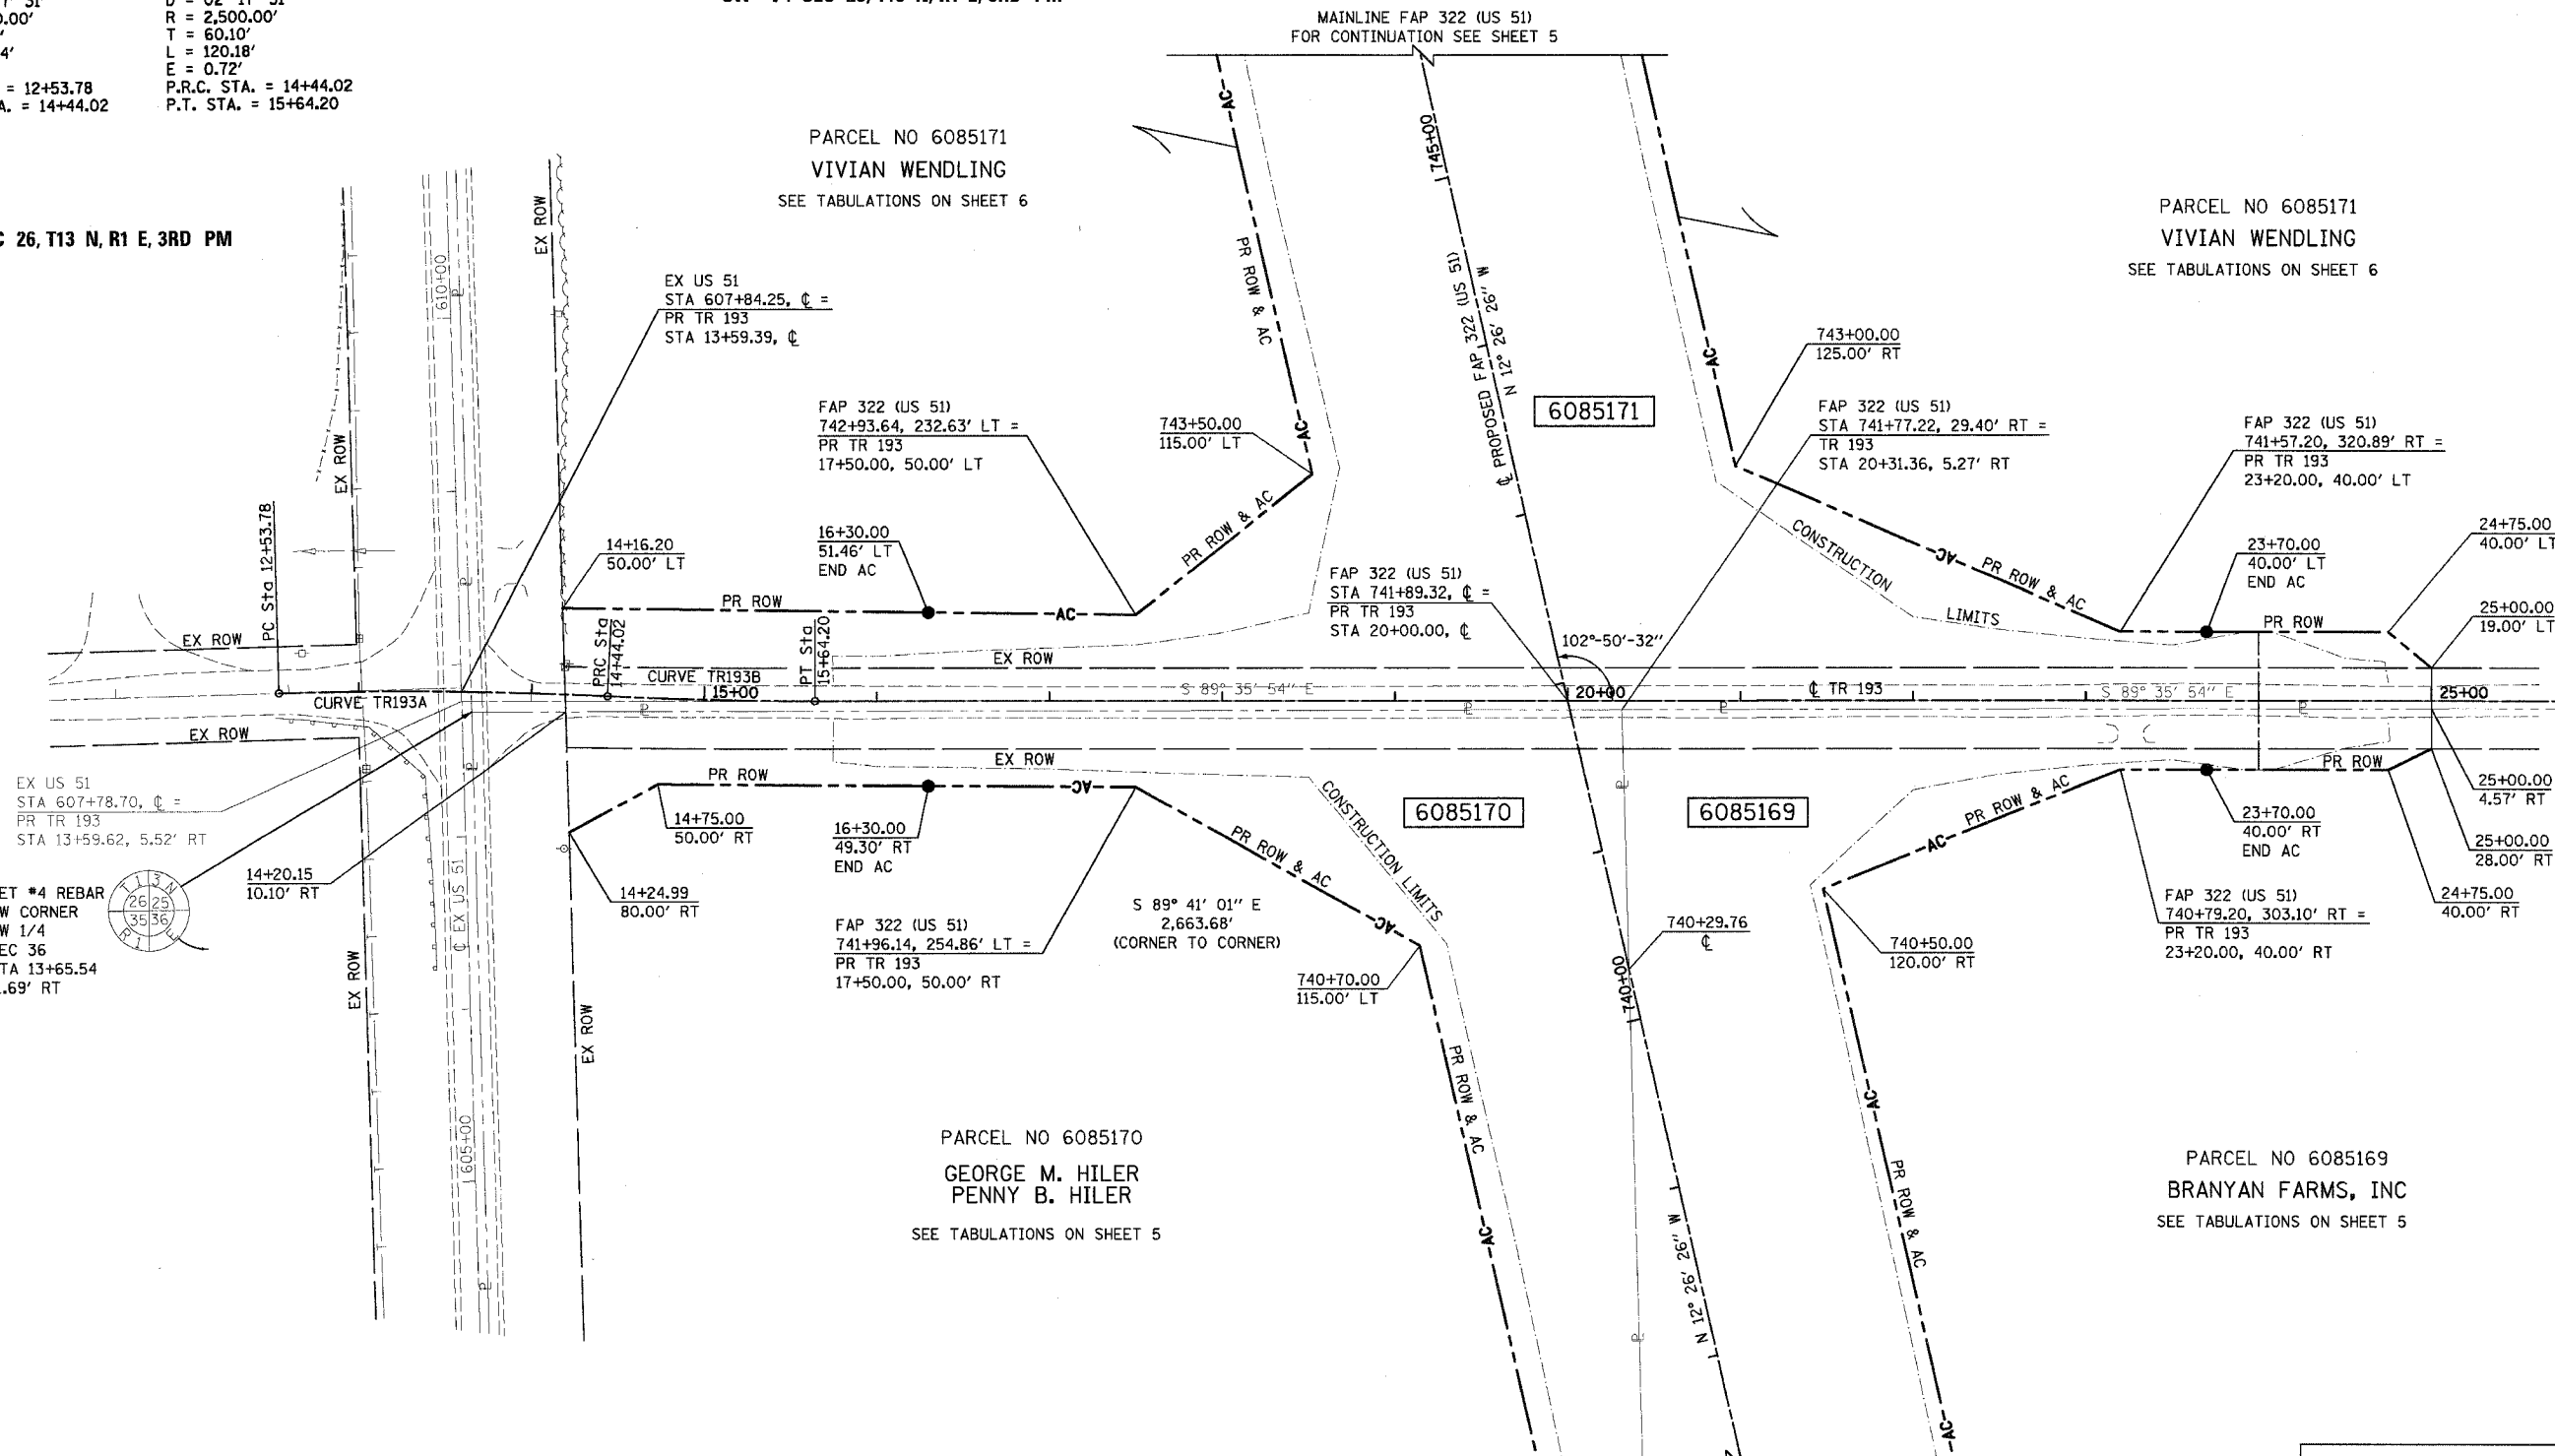 R = 2,500.00'
T = 60.10'
L = 120.18'
E = 0.72'
= 12+53.78
P.R.C. STA. = 14+44.02
A. = 14+44.02
P.T. STA. = 15+64.20
MAINLINE FAP 322 (US 51)
FOR CONTINUATION SEE SHEET 5
PARCEL NO 6085171
VIVIAN WENDLING
SEE TABULATIONS ON SHEET 6
PARCEL NO 6085171
VIVIAN WENDLING
SEE TABULATIONS ON SHEET 6
26, T13 N, R1 E, 3RD PM
EX ROW
EX ROW
610+00
745+00
AC
PR ROW & AC
AC
AC
℄ PROPOSED FAP 322 (US 51)
N 12° 26' 26" W
EX US 51
STA 607+84.25, ℄ =
PR TR 193
STA 13+59.39, ℄
FAP 322 (US 51)
742+93.64, 232.63' LT =
PR TR 193
17+50.00, 50.00' LT
743+50.00
115.00' LT
6085171
743+00.00
125.00' RT
FAP 322 (US 51)
STA 741+77.22, 29.40' RT =
TR 193
STA 20+31.36, 5.27' RT
FAP 322 (US 51)
741+57.20, 320.89' RT =
PR TR 193
23+20.00, 40.00' LT
PC Sta 12+53.78
14+16.20
50.00' LT
16+30.00
51.46' LT
END AC
PR ROW & AC
CONSTRUCTION
LIMITS
AC
PR ROW & AC
23+70.00
40.00' LT
END AC
24+75.00
40.00' LT
25+00.00
19.00' LT
FAP 322 (US 51)
STA 741+89.32, ℄ =
PR TR 193
STA 20+00.00, ℄
102°-50'-32"
PR ROW
AC
PR ROW
EX ROW
PRC Sta
14+44.02
PT Sta
15+64.20
EX ROW
CURVE TR193A
CURVE TR193B
15+00
S 89° 35' 54" E
20+00
℄ TR 193
S 89° 35' 54" E
25+00
EX ROW
EX ROW
PR ROW
AC
AC
PR ROW & AC
PR ROW
EX US 51
STA 607+78.70, ℄ =
PR TR 193
STA 13+59.62, 5.52' RT
14+75.00
50.00' RT
16+30.00
49.30' RT
END AC
PR ROW & AC
AC
CONSTRUCTION LIMITS
6085170
6085169
23+70.00
40.00' RT
END AC
25+00.00
4.57' RT
25+00.00
28.00' RT
24+75.00
40.00' RT
14+20.15
10.10' RT
14+24.99
80.00' RT
ET #4 REBAR
W CORNER
W 1/4
EC 36
TA 13+65.54
.69' RT
T13N
26 25
35 36
R1E
FAP 322 (US 51)
741+96.14, 254.86' LT =
PR TR 193
17+50.00, 50.00' RT
S 89° 41' 01" E
2,663.68'
(CORNER TO CORNER)
740+70.00
115.00' LT
740+29.76
℄
740+00
740+50.00
120.00' RT
FAP 322 (US 51)
740+79.20, 303.10' RT =
PR TR 193
23+20.00, 40.00' RT
EX ROW
℄ EX US 51
EX ROW
605+00
PR ROW & AC
AC
N 12° 26' 26" W
AC
PR ROW & AC
AC
PARCEL NO 6085170
GEORGE M. HILER
PENNY B. HILER
SEE TABULATIONS ON SHEET 5
PARCEL NO 6085169
BRANYAN FARMS, INC
SEE TABULATIONS ON SHEET 5